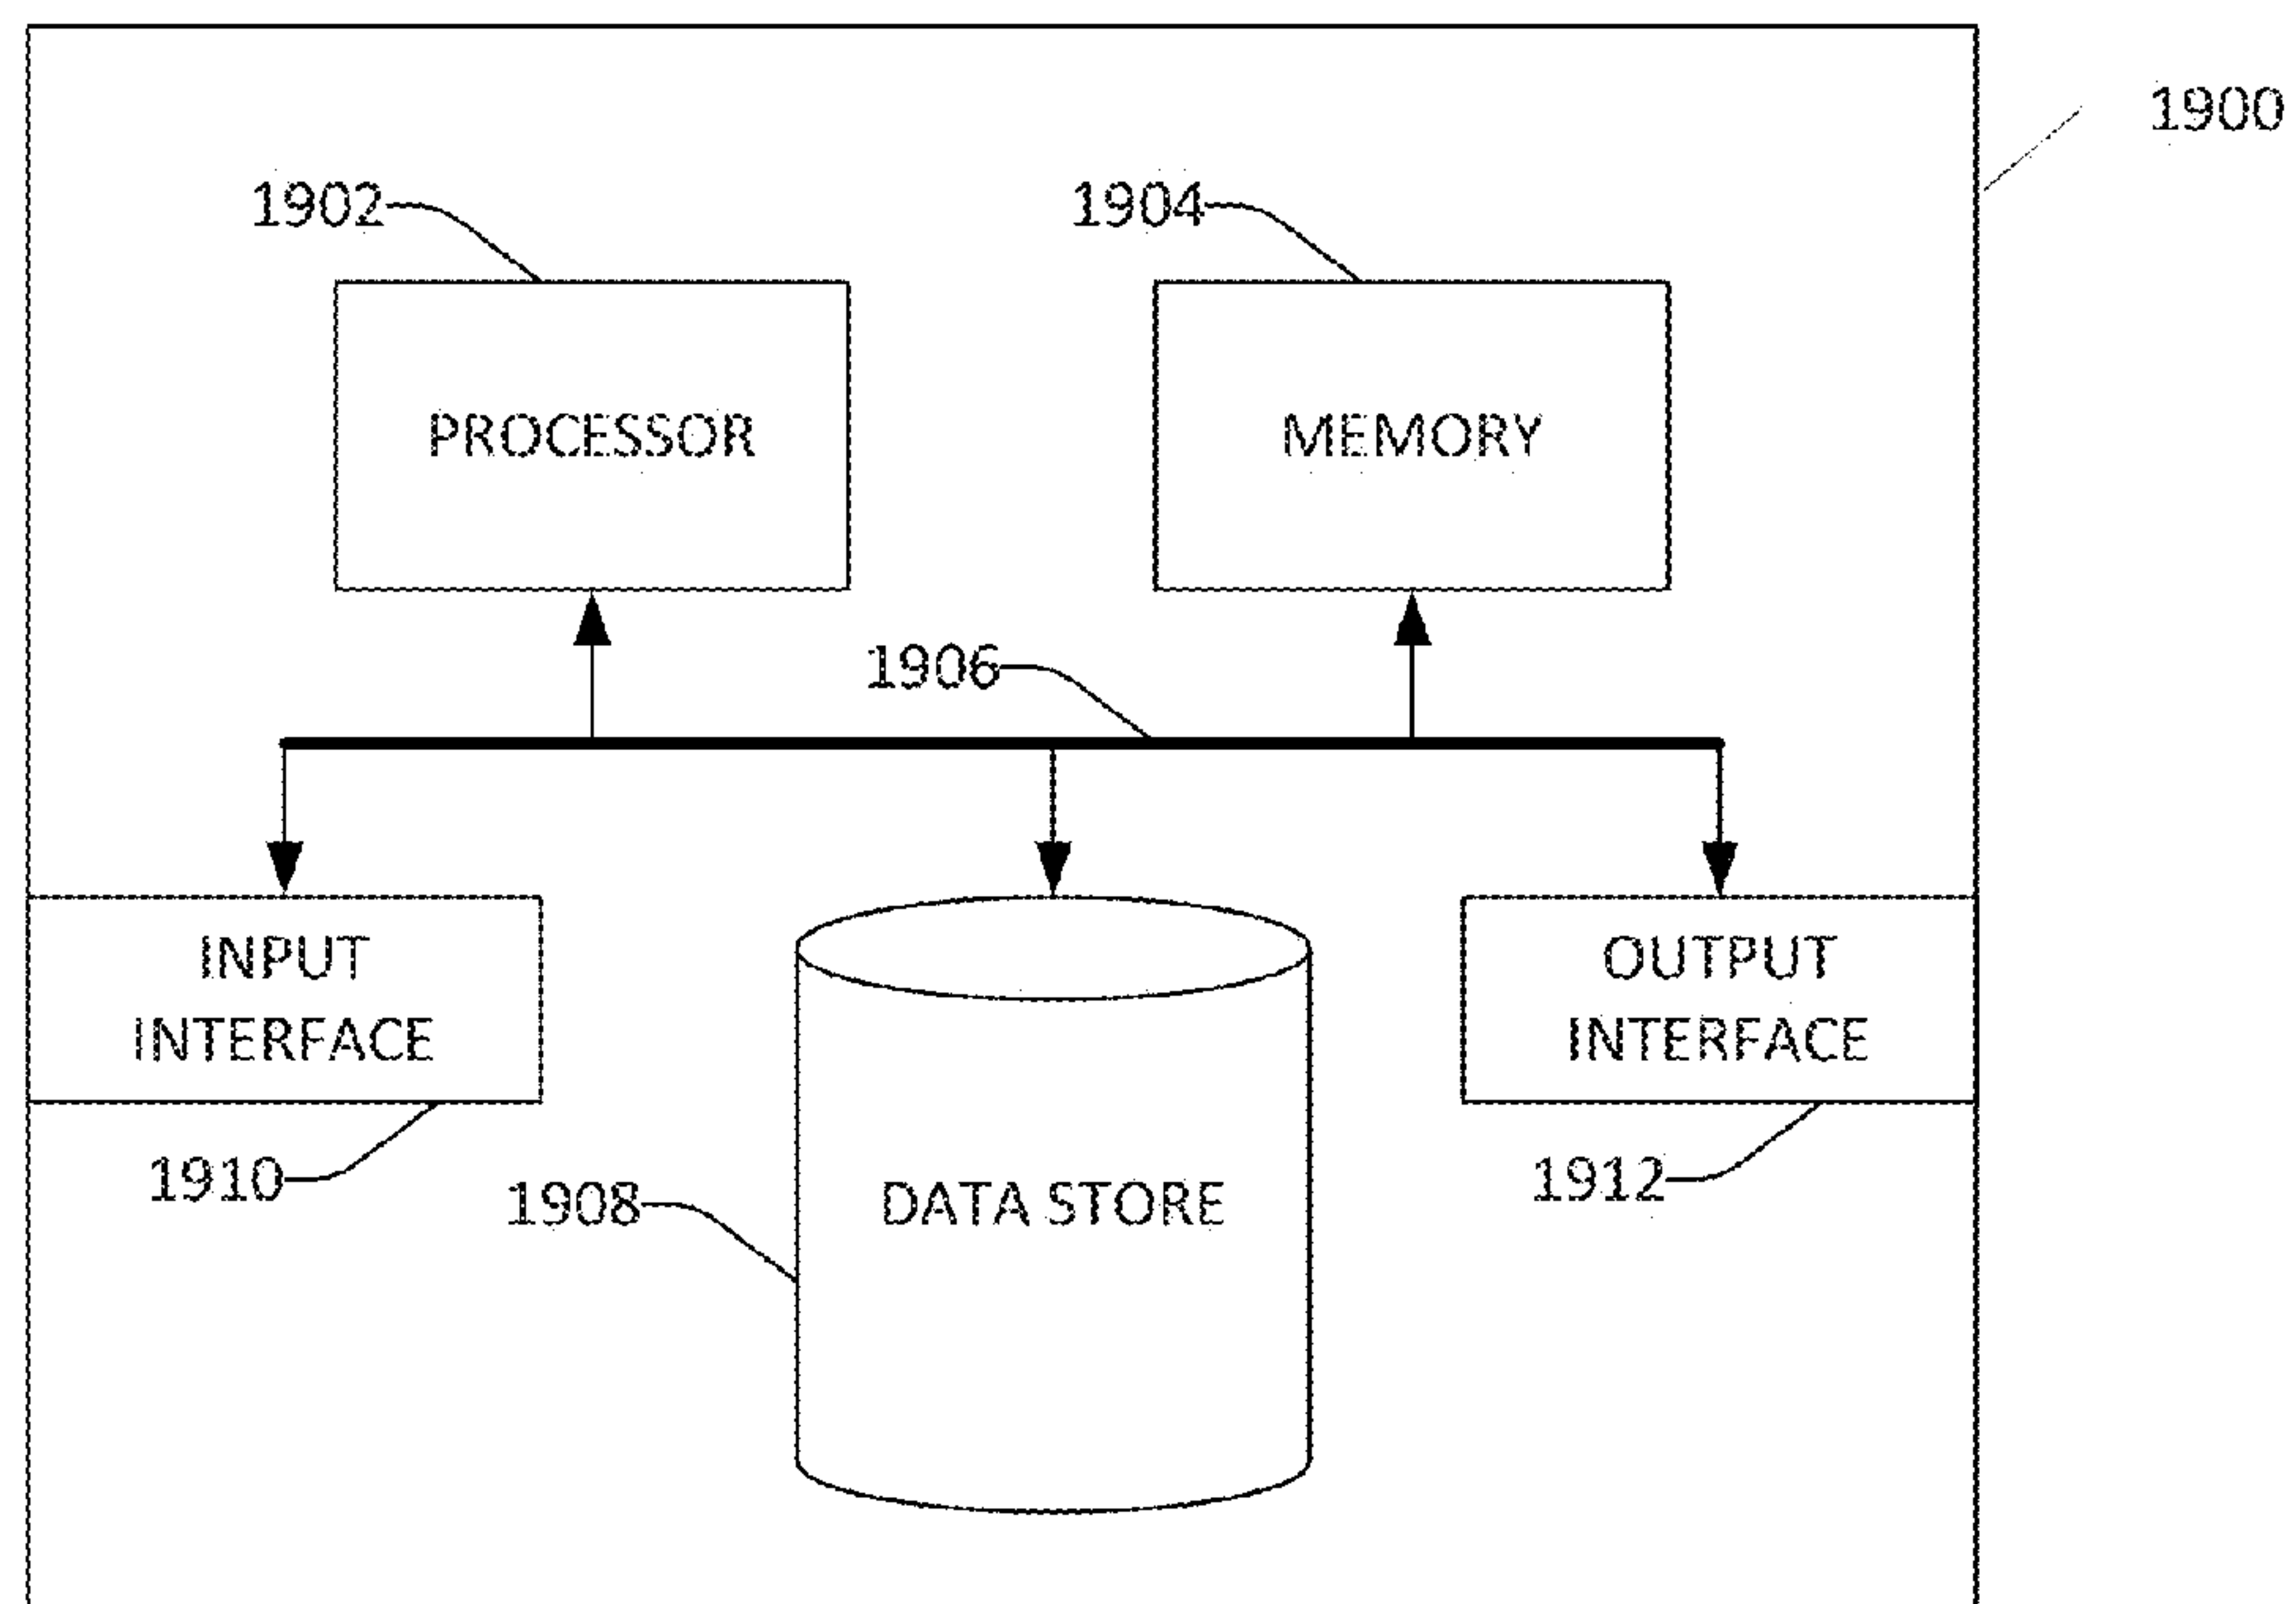 1900
1902
1904
PROCESSOR
MEMORY
1906
INPUT
INTERFACE
OUTPUT
INTERFACE
1910
1908
DATA STORE
1912